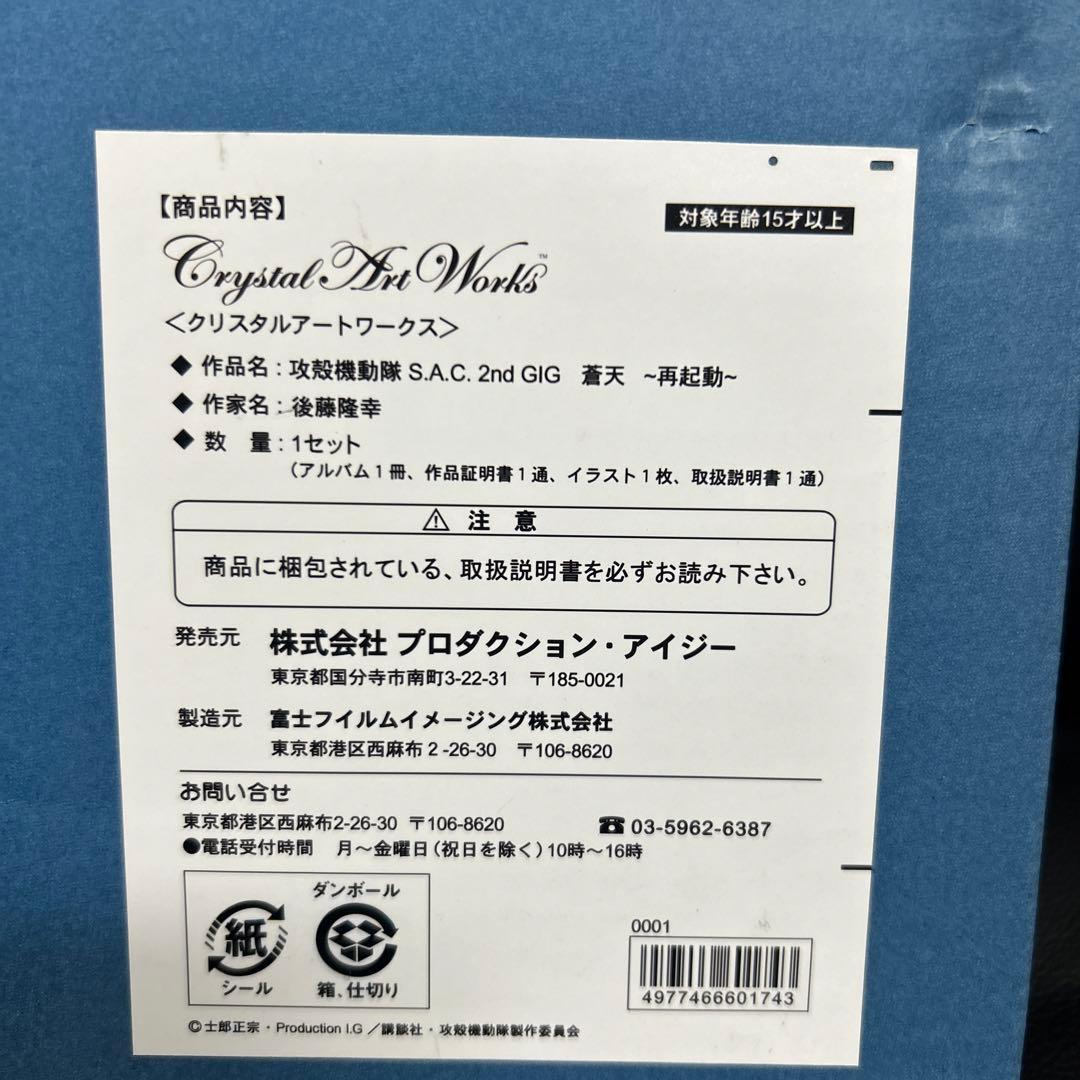 【商品内容】
対象年齢15才以上
Crystal Art Works™
＜クリスタルアートワークス＞
◆ 作品名：攻殻機動隊 S.A.C. 2nd GIG　蒼天　~再起動~
◆ 作家名：後藤隆幸
◆ 数　量：1セット
（アルバム１冊、作品証明書１通、イラスト１枚、取扱説明書１通）
⚠ 注 意
商品に梱包されている、取扱説明書を必ずお読み下さい。
発売元　株式会社 プロダクション・アイジー
東京都国分寺市南町3-22-31　〒185-0021
製造元　富士フイルムイメージング株式会社
東京都港区西麻布２-26-30　〒106-8620
お問い合せ
東京都港区西麻布2-26-30　〒106-8620　☎ 03-5962-6387
●電話受付時間　月～金曜日（祝日を除く）10時～16時
ダンボール
紙
シール　箱、仕切り
0001
4977466601743
©士郎正宗・Production I.G／講談社・攻殻機動隊製作委員会